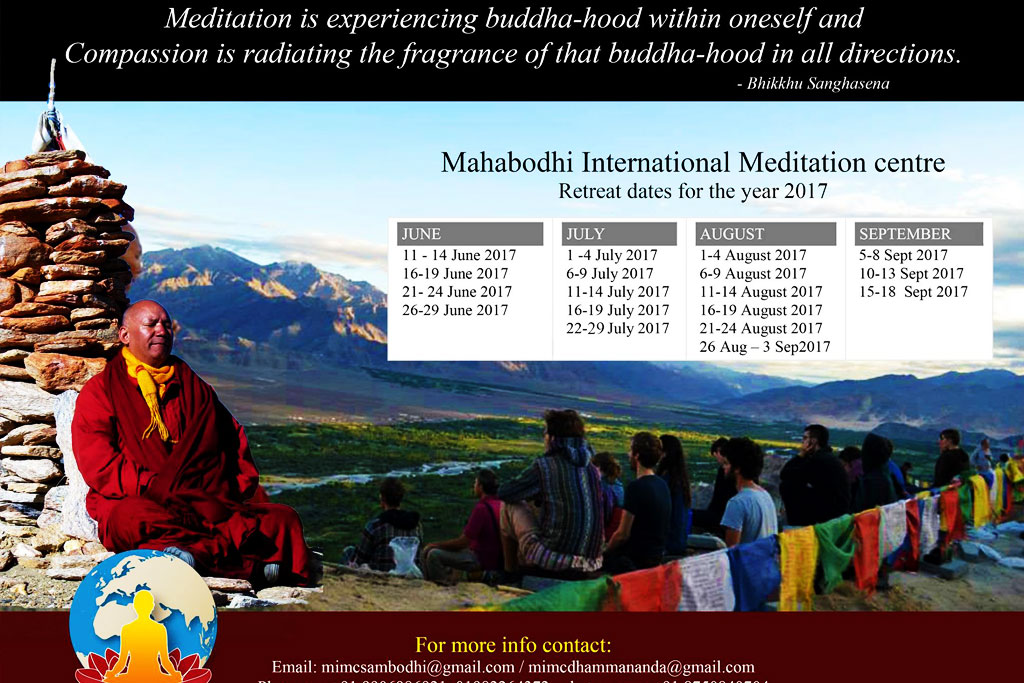 Meditation is experiencing buddha-hood within oneself and
Compassion is radiating the fragrance of that buddha-hood in all directions.
- Bhikkhu Sanghasena
Mahabodhi International Meditation centre
Retreat dates for the year 2017
JUNE
11 - 14 June 2017
16-19 June 2017
21- 24 June 2017
26-29 June 2017
JULY
1 -4 July 2017
6-9 July 2017
11-14 July 2017
16-19 July 2017
22-29 July 2017
AUGUST
1-4 August 2017
6-9 August 2017
11-14 August 2017
16-19 August 2017
21-24 August 2017
26 Aug – 3 Sep2017
SEPTEMBER
5-8 Sept 2017
10-13 Sept 2017
15-18 Sept 2017
For more info contact:
Email: mimcsambodhi@gmail.com / mimcdhammananda@gmail.com